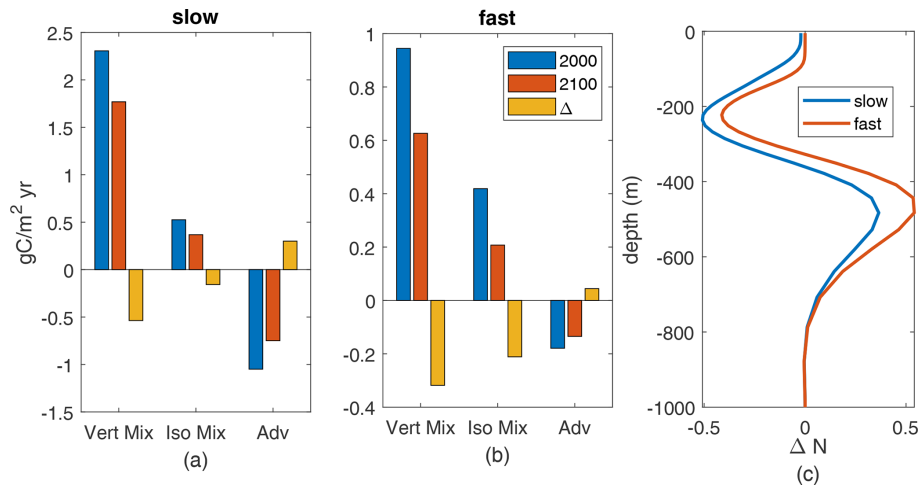 slow
2.5
2
1.5
1
0.5
0
-0.5
-1
-1.5
gC/m² yr
Vert Mix Iso Mix Adv
(a)
fast
1
0.8
0.6
0.4
0.2
0
-0.2
-0.4
2000
2100
Δ
Vert Mix Iso Mix Adv
(b)
0
-200
-400
-600
-800
-1000
depth (m)
slow
fast
-0.5 0 0.5
Δ N
(c)